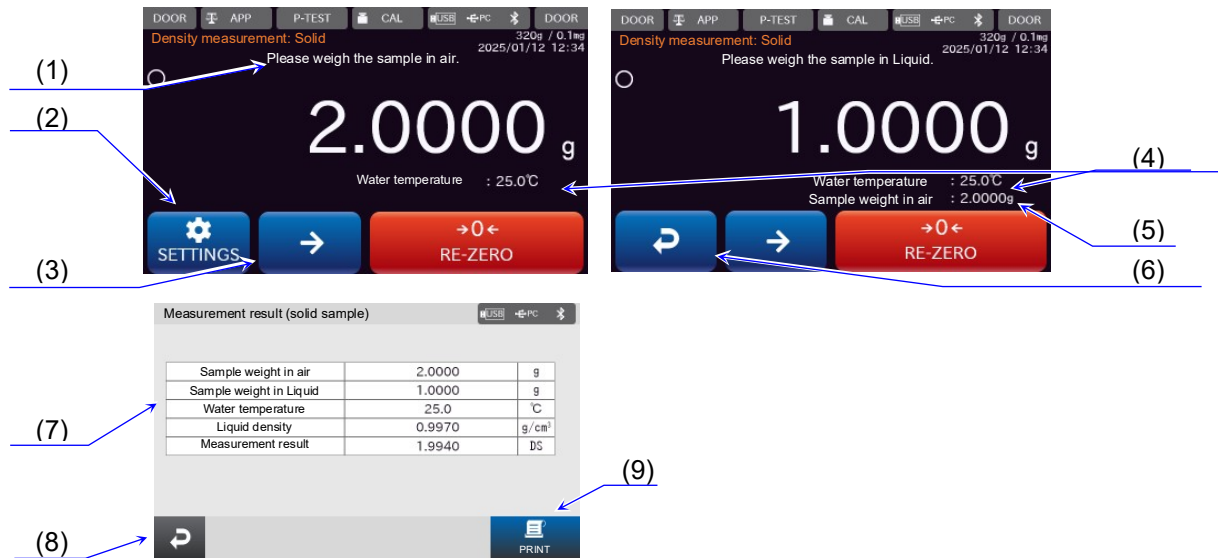 DOOR APP P-TEST CAL USB PC DOOR
Density measurement: Solid
320g / 0.1mg
2025/01/12 12:34
Please weigh the sample in air.
2.0000 g
Water temperature : 25.0℃
SETTINGS
→
→0←
RE-ZERO
DOOR APP P-TEST CAL USB PC DOOR
Density measurement: Solid
320g / 0.1mg
2025/01/12 12:34
Please weigh the sample in Liquid.
1.0000 g
Water temperature : 25.0℃
Sample weight in air : 2.0000g
→
→0←
RE-ZERO
(1)
(2)
(3)
(4)
(5)
(6)
Measurement result (solid sample) USB PC
Sample weight in air 2.0000 g
Sample weight in Liquid 1.0000 g
Water temperature 25.0 ℃
Liquid density 0.9970 g/cm³
Measurement result 1.9940 DS
PRINT
(7)
(8)
(9)